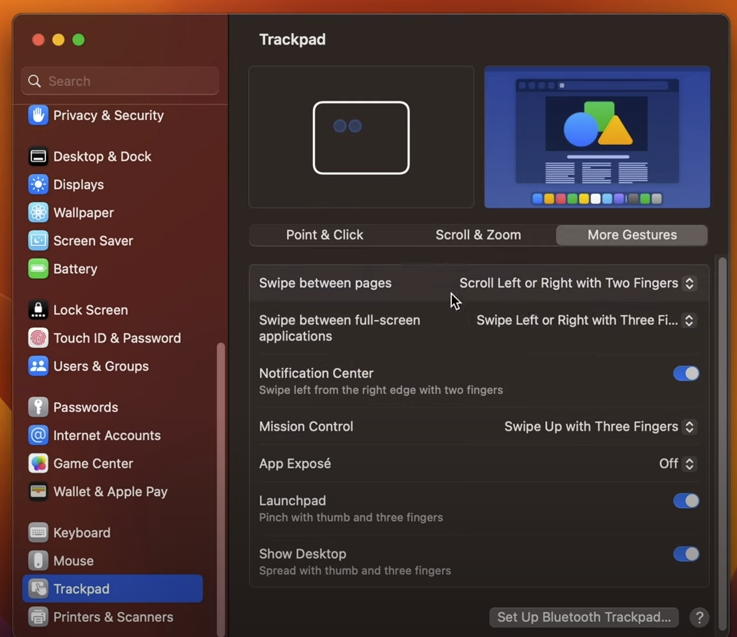 Trackpad
Search
Privacy & Security
Desktop & Dock
Displays
Wallpaper
Screen Saver
Battery
Lock Screen
Touch ID & Password
Users & Groups
Passwords
Internet Accounts
Game Center
Wallet & Apple Pay
Keyboard
Mouse
Trackpad
Printers & Scanners
Point & Click Scroll & Zoom More Gestures
Swipe between pages Scroll Left or Right with Two Fingers
Swipe between full-screen Swipe Left or Right with Three Fi...
applications
Notification Center
Swipe left from the right edge with two fingers
Mission Control Swipe Up with Three Fingers
App Exposé Off
Launchpad
Pinch with thumb and three fingers
Show Desktop
Spread with thumb and three fingers
Set Up Bluetooth Trackpad... ?